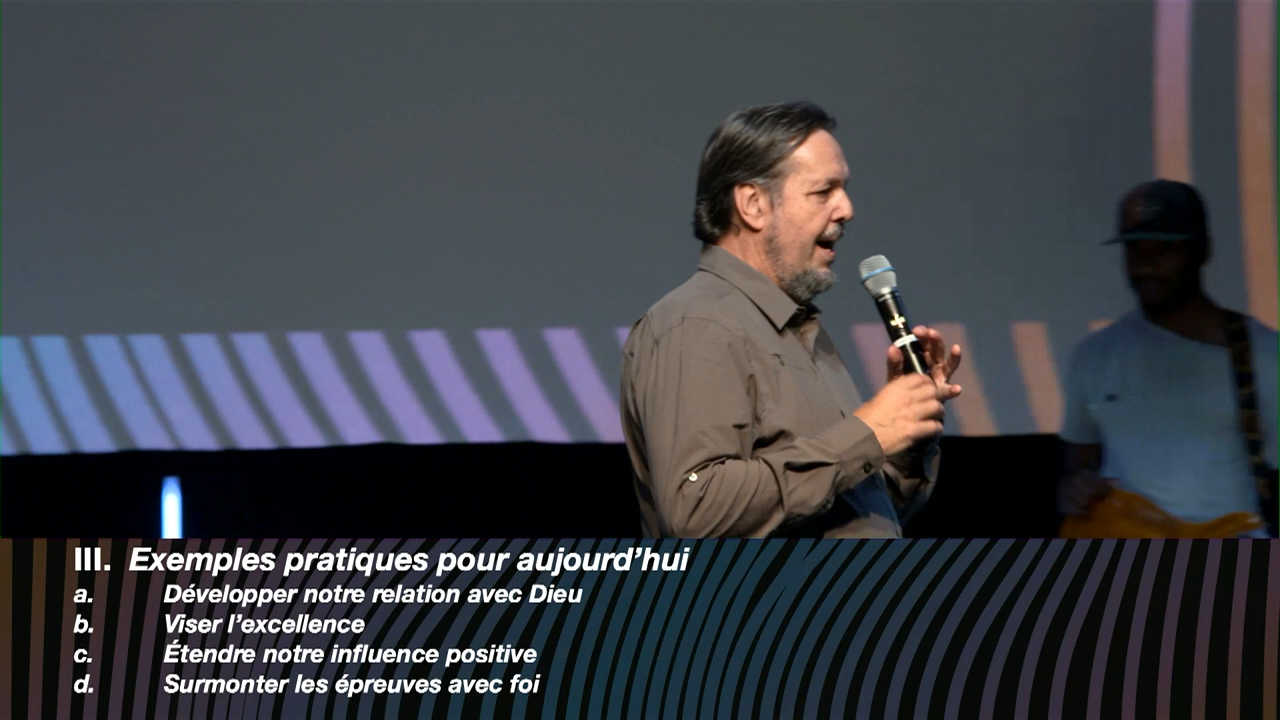 III. Exemples pratiques pour aujourd’hui
a. Développer notre relation avec Dieu
b. Viser l’excellence
c. Étendre notre influence positive
d. Surmonter les épreuves avec foi